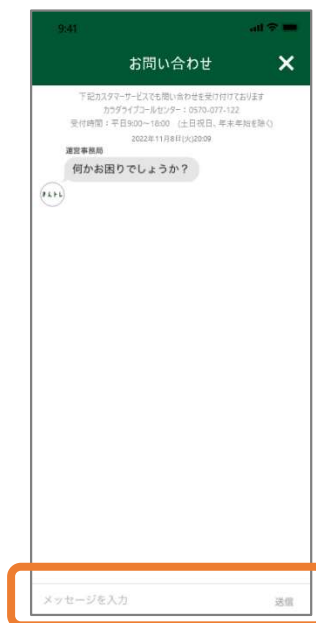 9:41
お問い合わせ
下記カスタマーサービスでも問い合わせを受け付けております
カラダライブコールセンター:0570-077-122
受付時間:平日9:00~18:00 (土日祝日、年末年始を除く)
2022年11月8日(火)20:09
運営事務局
何かお困りでしょうか?
メッセージを入力
送信